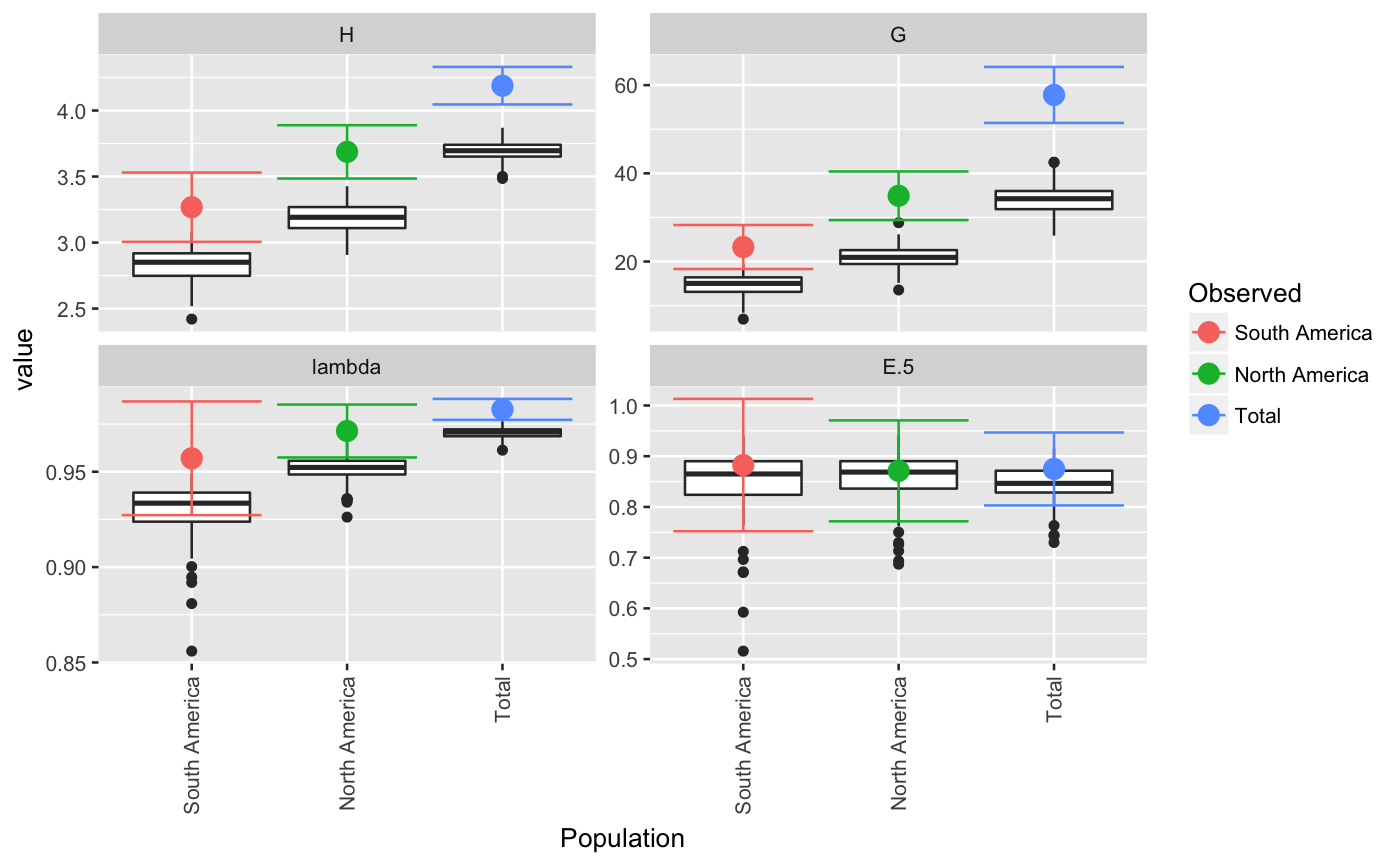 H
G
4.0
3.5
3.0
2.5
60
40
20
lambda
E.5
0.95
0.90
0.85
1.0
0.9
0.8
0.7
0.6
0.5
value
South America
North America
Total
South America
North America
Total
Population
Observed
South America
North America
Total